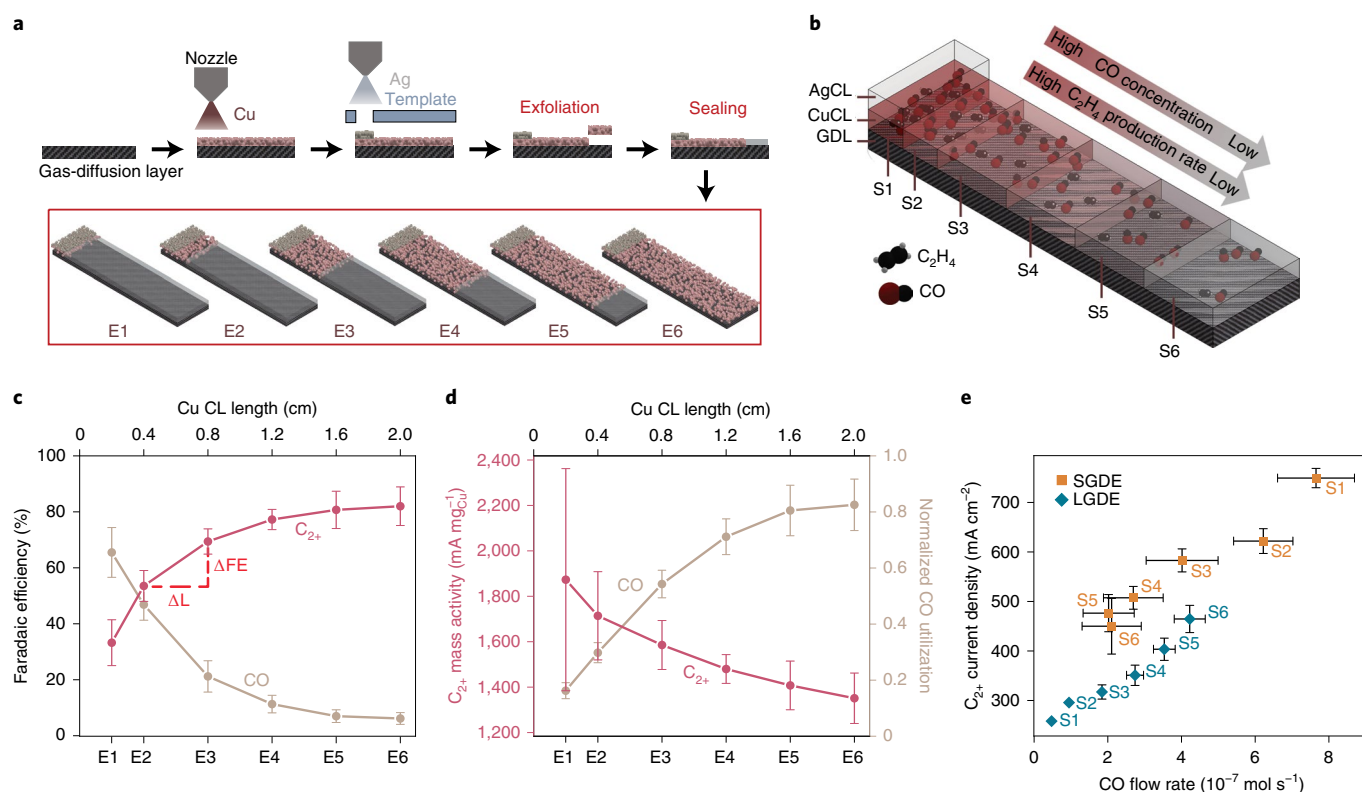 a
Nozzle
Cu
Ag
Template
Exfoliation
Sealing
Gas-diffusion layer
E1
E2
E3
E4
E5
E6
b
High CO concentration Low
High C₂H₄ production rate Low
AgCL
CuCL
GDL
S1
S2
S3
S4
S5
S6
C₂H₄
CO
c
Cu CL length (cm)
0 0.4 0.8 1.2 1.6 2.0
Faradaic efficiency (%)
100
80
60
40
20
0
C₂₊
ΔFE
ΔL
CO
E1 E2 E3 E4 E5 E6
d
Cu CL length (cm)
0 0.4 0.8 1.2 1.6 2.0
C₂₊ mass activity (mA mg⁻¹Cu)
2,400
2,200
2,000
1,800
1,600
1,400
1,200
CO
C₂₊
1.0
0.8
0.6
0.4
0.2
0
Normalized CO utilization
E1 E2 E3 E4 E5 E6
e
C₂₊ current density (mA cm⁻²)
700
600
500
400
300
SGDE
LGDE
S1
S2
S3
S4
S5
S6
S6
S5
S4
S3
S2
S1
0 2 4 6 8
CO flow rate (10⁻⁷ mol s⁻¹)